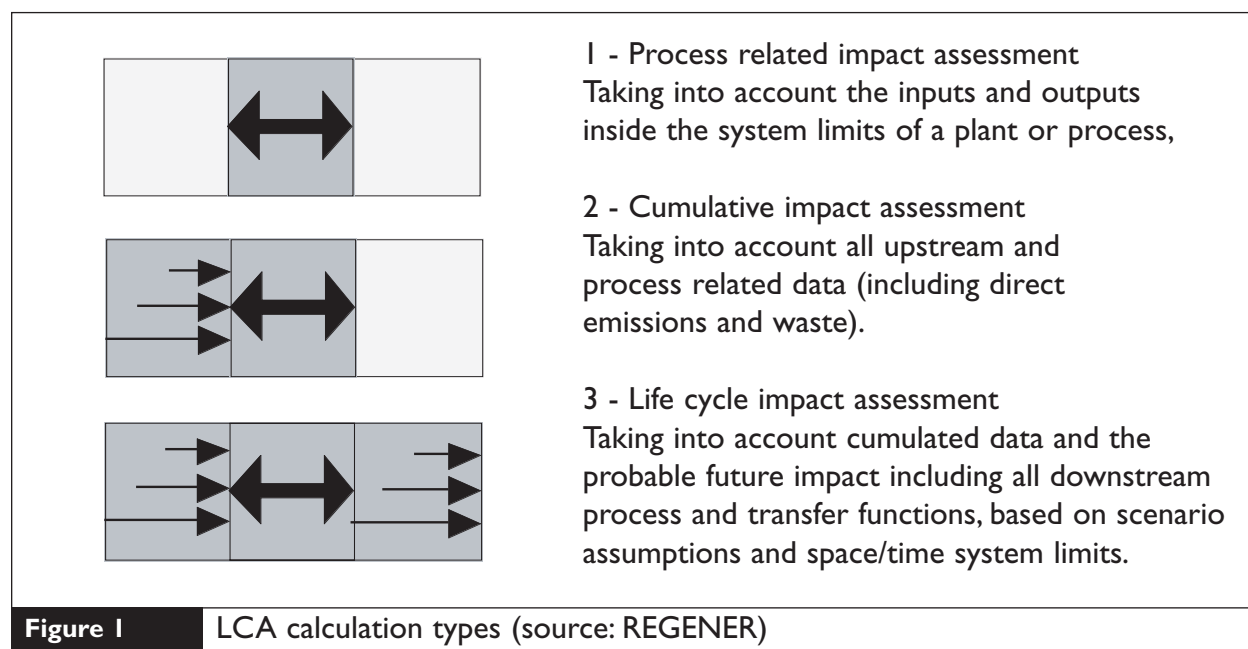 1 - Process related impact assessment
Taking into account the inputs and outputs
inside the system limits of a plant or process,
2 - Cumulative impact assessment
Taking into account all upstream and
process related data (including direct
emissions and waste).
3 - Life cycle impact assessment
Taking into account cumulated data and the
probable future impact including all downstream
process and transfer functions, based on scenario
assumptions and space/time system limits.
Figure 1 LCA calculation types (source: REGENER)